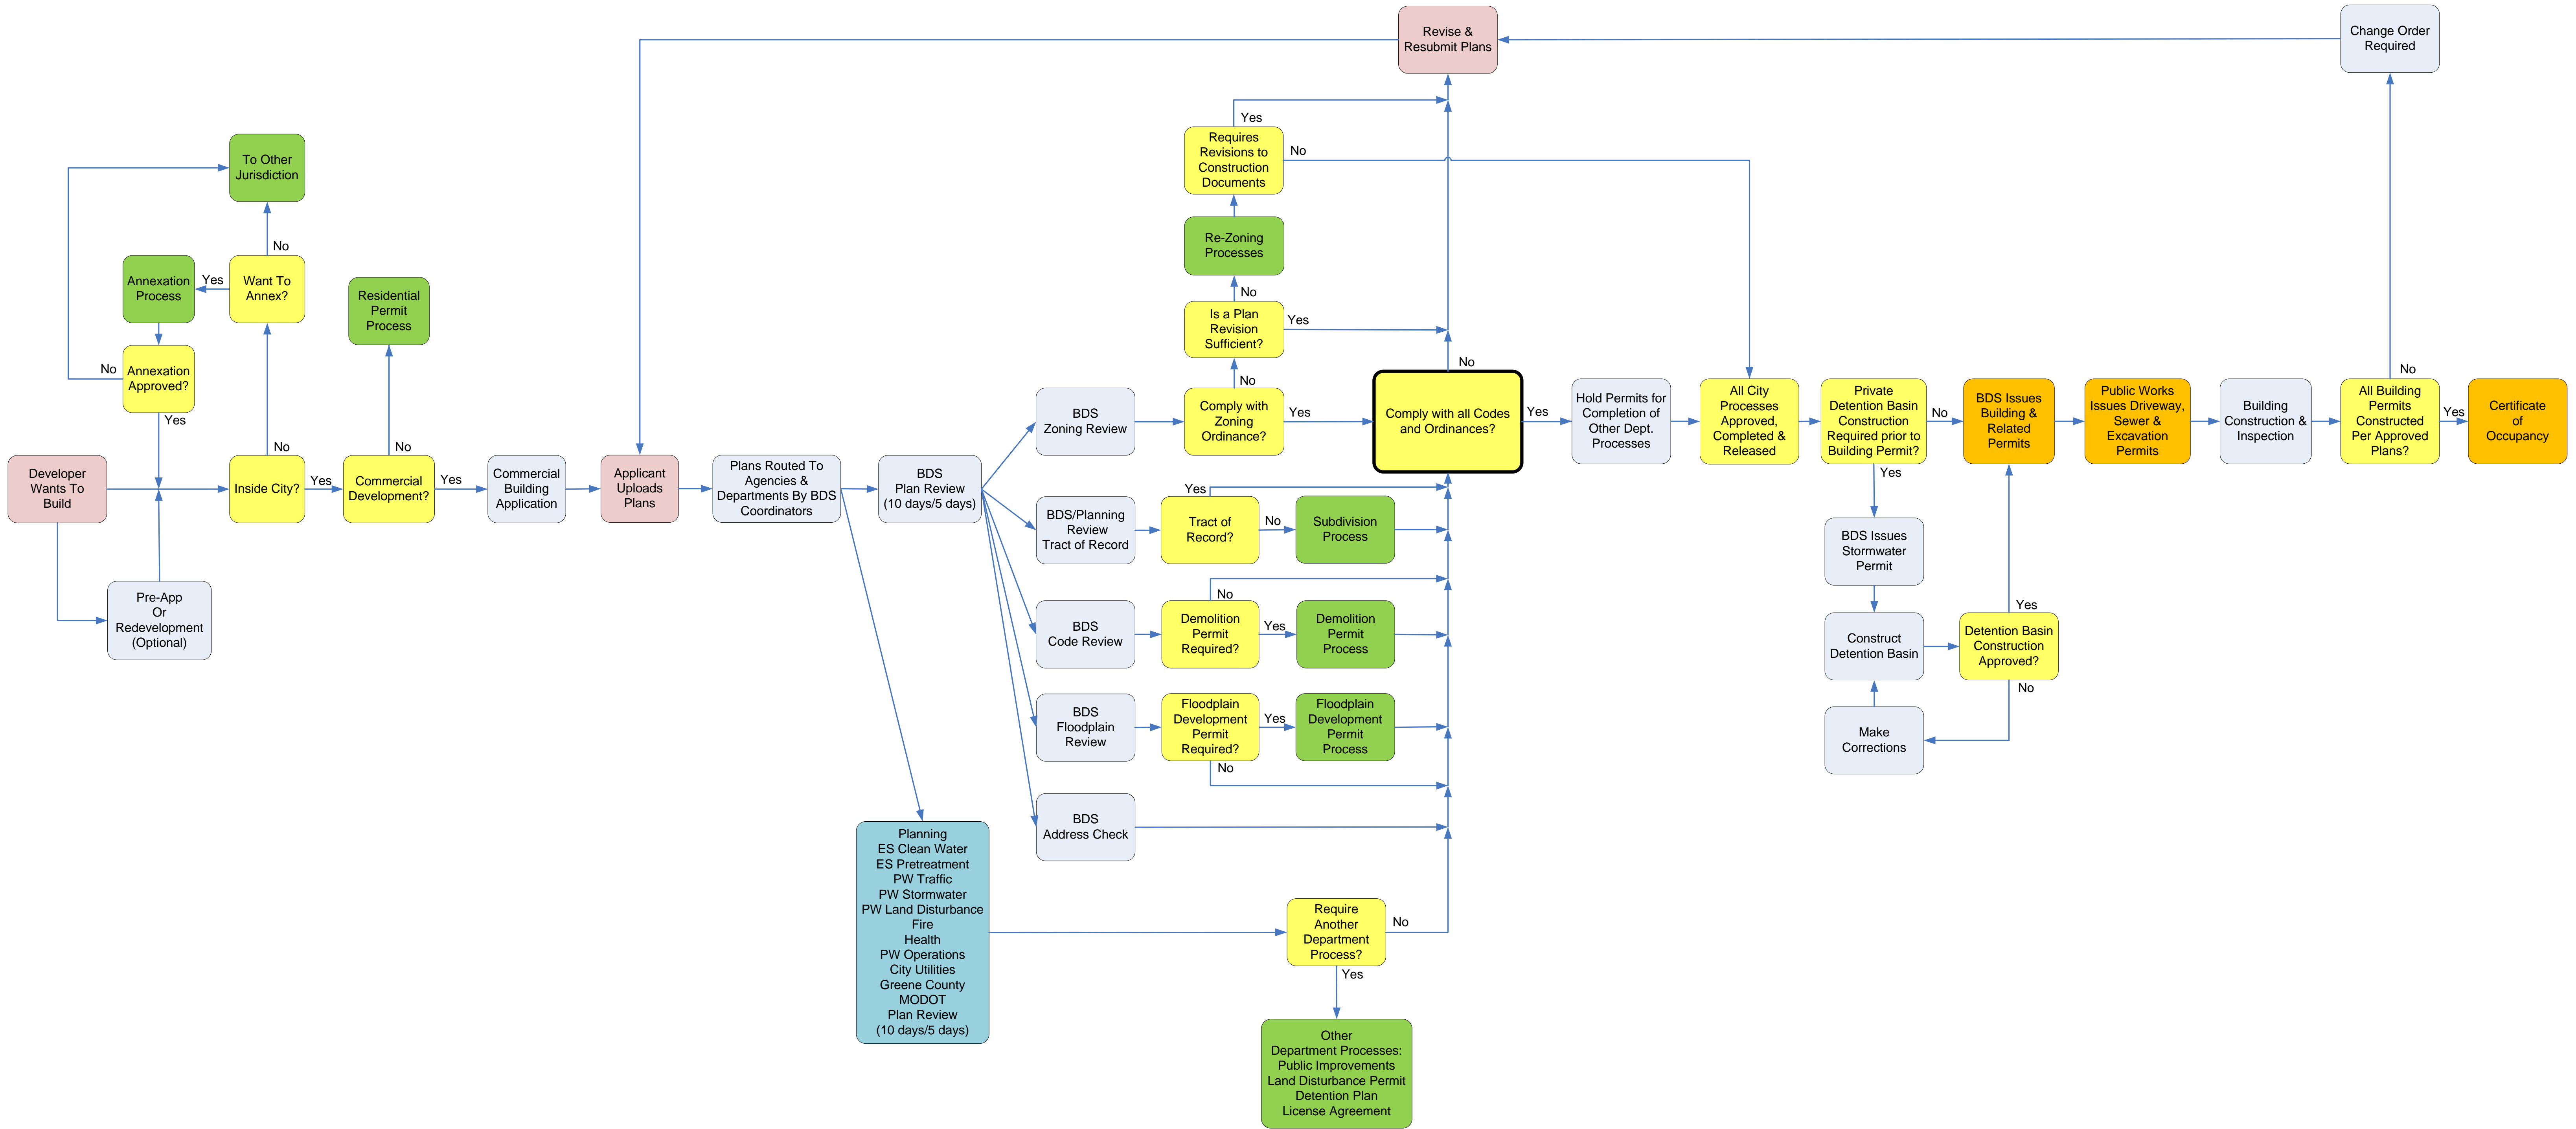 Revise &
Resubmit Plans
Change Order
Required
Yes
Requires
Revisions to
Construction
Documents
No
To Other
Jurisdiction
Re-Zoning
Processes
No
No
Annexation
Process
Yes
Want To
Annex?
Residential
Permit
Process
Is a Plan
Revision
Sufficient?
Yes
No
No
Annexation
Approved?
Yes
No
No
No
BDS
Zoning Review
Comply with
Zoning
Ordinance?
Yes
Comply with all Codes
and Ordinances?
Yes
Hold Permits for
Completion of
Other Dept.
Processes
All City
Processes
Approved,
Completed &
Released
Private
Detention Basin
Construction
Required prior to
Building Permit?
No
Yes
BDS Issues
Building &
Related
Permits
Public Works
Issues Driveway,
Sewer &
Excavation
Permits
Building
Construction &
Inspection
No
All Building
Permits
Constructed
Per Approved
Plans?
Yes
Certificate
of
Occupancy
Developer
Wants To
Build
Inside City?
Yes
Commercial
Development?
Yes
Commercial
Building
Application
Applicant
Uploads
Plans
Plans Routed To
Agencies &
Departments By BDS
Coordinators
BDS
Plan Review
(10 days/5 days)
BDS/Planning
Review
Tract of Record
Yes
Tract of
Record?
No
Subdivision
Process
BDS Issues
Stormwater
Permit
Pre-App
Or
Redevelopment
(Optional)
BDS
Code Review
No
Demolition
Permit
Required?
Yes
Demolition
Permit
Process
Construct
Detention Basin
Yes
Detention Basin
Construction
Approved?
No
BDS
Floodplain
Review
Floodplain
Development
Permit
Required?
Yes
No
Floodplain
Development
Permit
Process
Make
Corrections
BDS
Address Check
Planning
ES Clean Water
ES Pretreatment
PW Traffic
PW Stormwater
PW Land Disturbance
Fire
Health
PW Operations
City Utilities
Greene County
MODOT
Plan Review
(10 days/5 days)
Require
Another
Department
Process?
No
Yes
Other
Department Processes:
Public Improvements
Land Disturbance Permit
Detention Plan
License Agreement